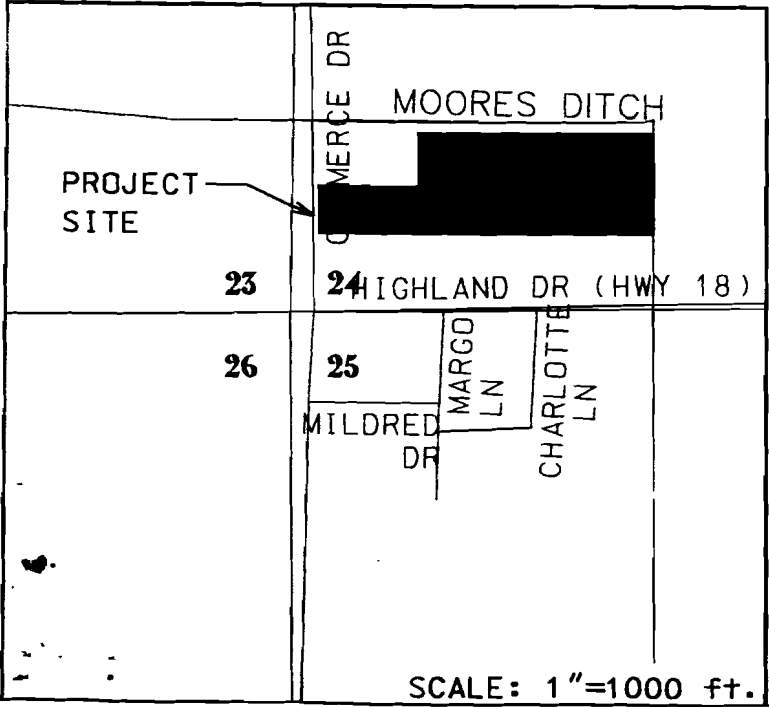 MOORES DITCH
C MERCE DR
PROJECT
SITE
23
24
HIGHLAND DR (HWY 18)
26
25
MARGO
LN
CHARLOTTE
LN
MILDRED
DR
SCALE: 1"=1000 ft.